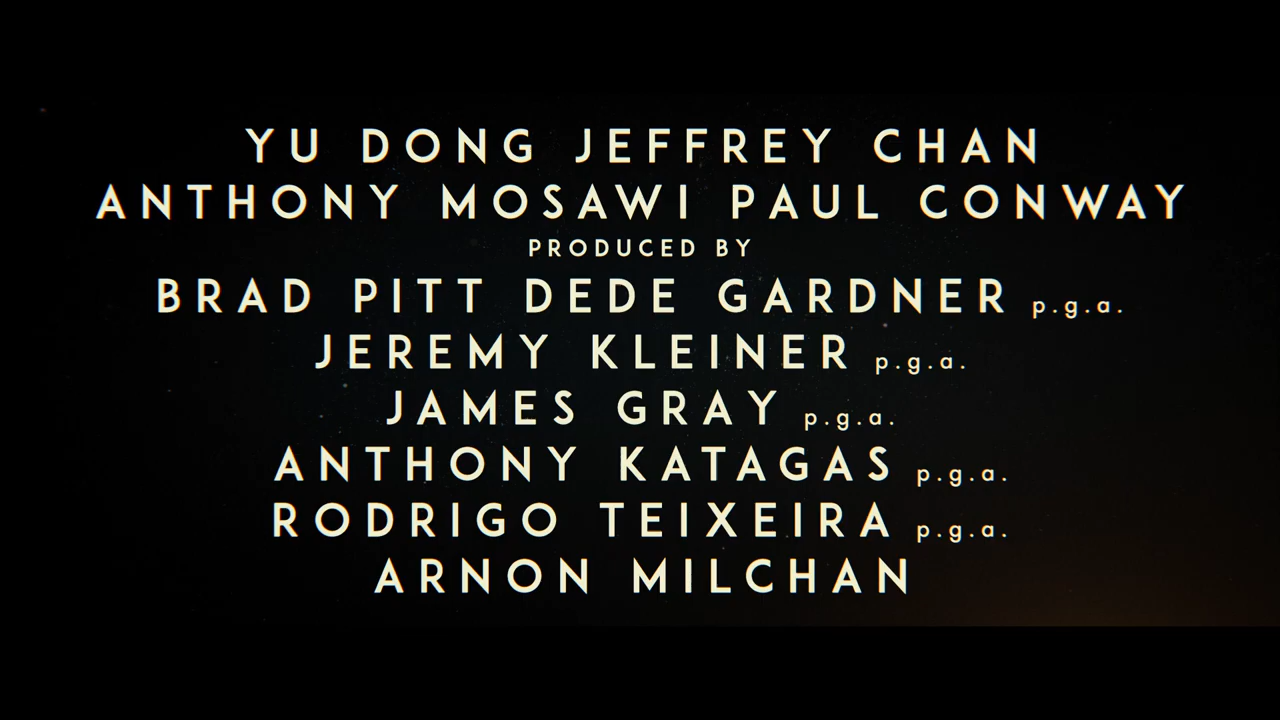 YU DONG JEFFREY CHAN
ANTHONY MOSAWI PAUL CONWAY
PRODUCED BY
BRAD PITT DEDE GARDNER p.g.a.
JEREMY KLEINER p.g.a.
JAMES GRAY p.g.a.
ANTHONY KATAGAS p.g.a.
RODRIGO TEIXEIRA p.g.a.
ARNON MILCHAN